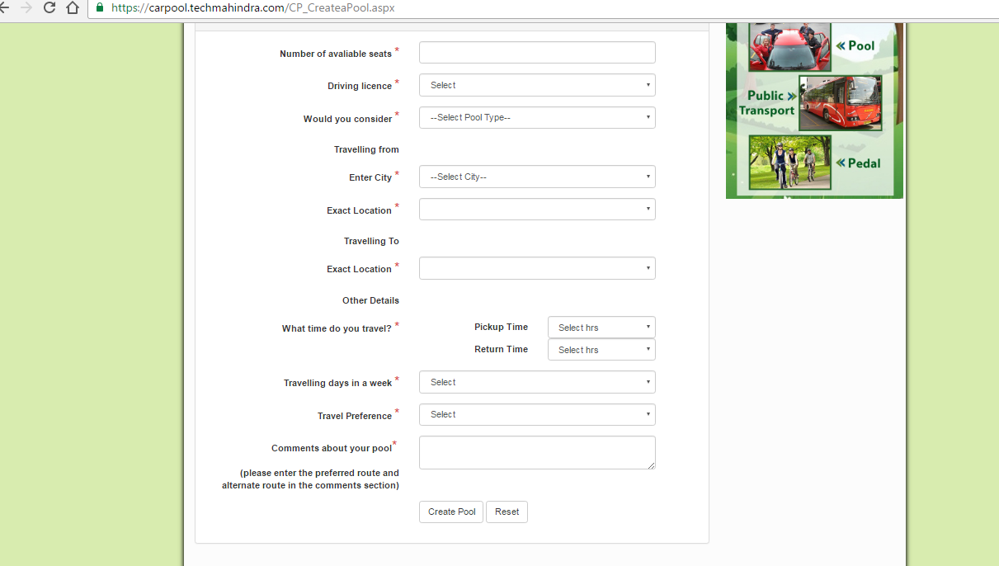 https://carpool.techmahindra.com/CP_CreateaPool.aspx
Number of avaliable seats *
Driving licence * Select
Would you consider * --Select Pool Type--
Travelling from
Enter City * --Select City--
Exact Location *
Travelling To
Exact Location *
Other Details
What time do you travel? * Pickup Time Select hrs
Return Time Select hrs
Travelling days in a week * Select
Travel Preference * Select
Comments about your pool*
(please enter the preferred route and
alternate route in the comments section)
Create Pool Reset
Pool
Public
Transport
Pedal